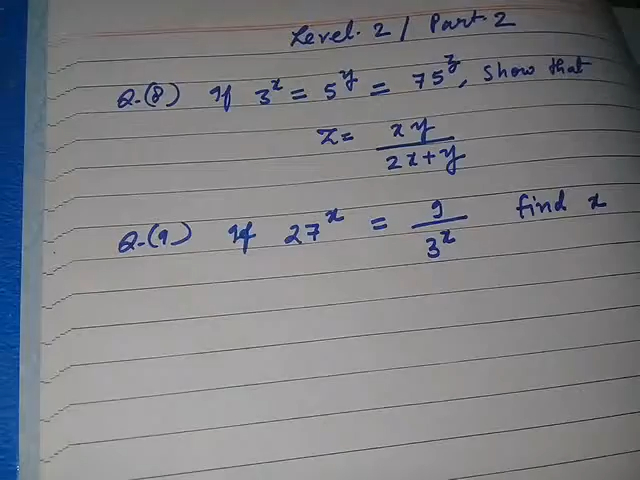 Level. 2 / Part. 2
Q.(8) If 3^x = 5^y = 75^z, Show that
z = xy / 2x+y
Q.(9) If 27^x = 9 / 3^x find x